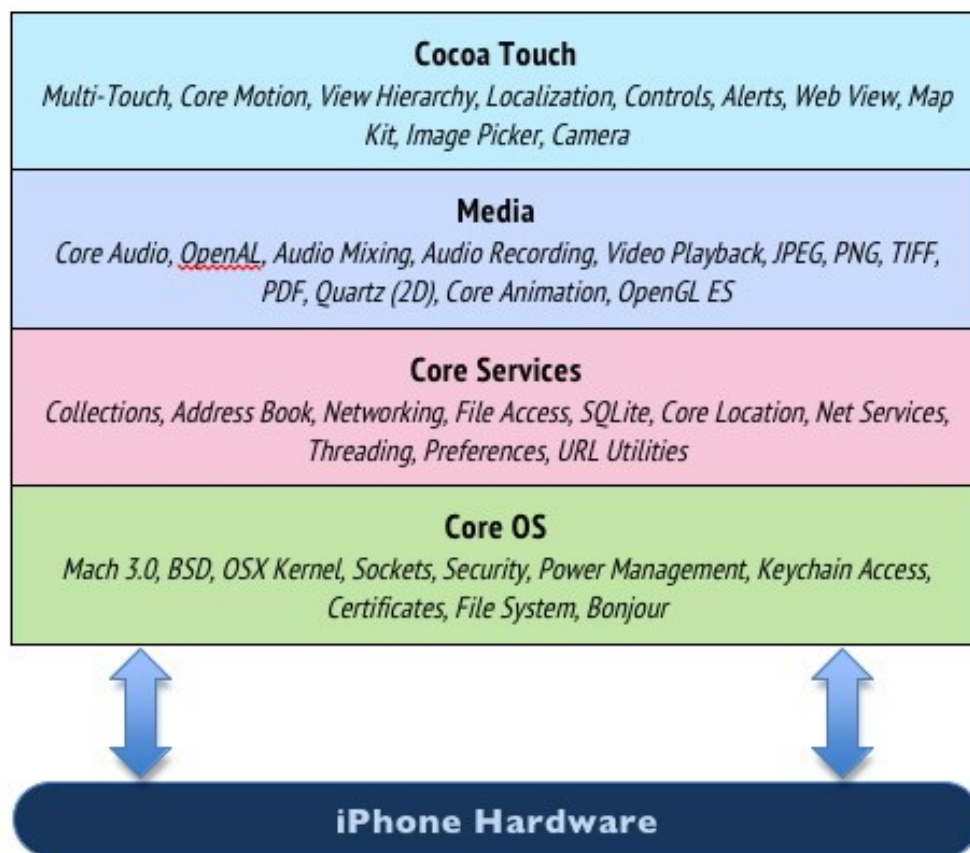 Cocoa Touch
Multi-Touch, Core Motion, View Hierarchy, Localization, Controls, Alerts, Web View, Map
Kit, Image Picker, Camera
Media
Core Audio, OpenAL, Audio Mixing, Audio Recording, Video Playback, JPEG, PNG, TIFF,
PDF, Quartz (2D), Core Animation, OpenGL ES
Core Services
Collections, Address Book, Networking, File Access, SQLite, Core Location, Net Services,
Threading, Preferences, URL Utilities
Core OS
Mach 3.0, BSD, OSX Kernel, Sockets, Security, Power Management, Keychain Access,
Certificates, File System, Bonjour
iPhone Hardware